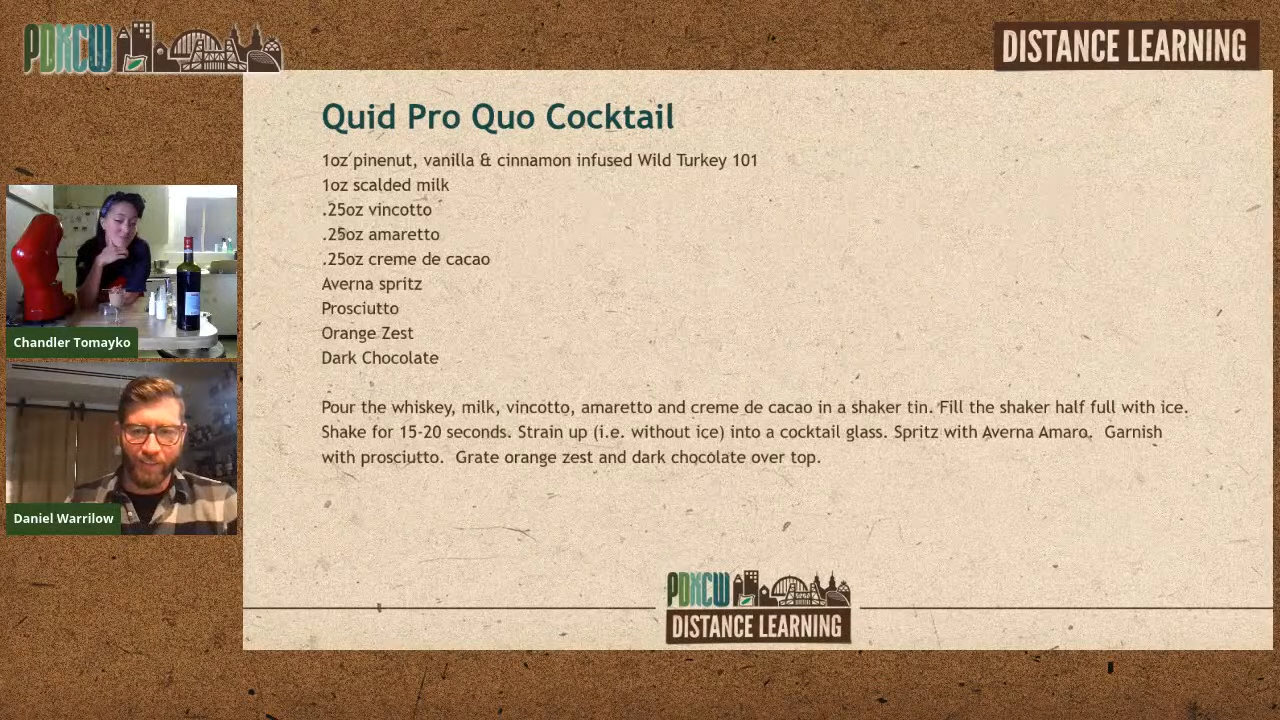 PDXCW
DISTANCE LEARNING
Quid Pro Quo Cocktail
1oz pinenut, vanilla & cinnamon infused Wild Turkey 101
1oz scalded milk
.25oz vincotto
.25oz amaretto
.25oz creme de cacao
Averna spritz
Prosciutto
Orange Zest
Dark Chocolate
Pour the whiskey, milk, vincotto, amaretto and creme de cacao in a shaker tin. Fill the shaker half full with ice.
Shake for 15-20 seconds. Strain up (i.e. without ice) into a cocktail glass. Spritz with Averna Amaro. Garnish
with prosciutto. Grate orange zest and dark chocolate over top.
Chandler Tomayko
Daniel Warrilow
PDXCW
DISTANCE LEARNING